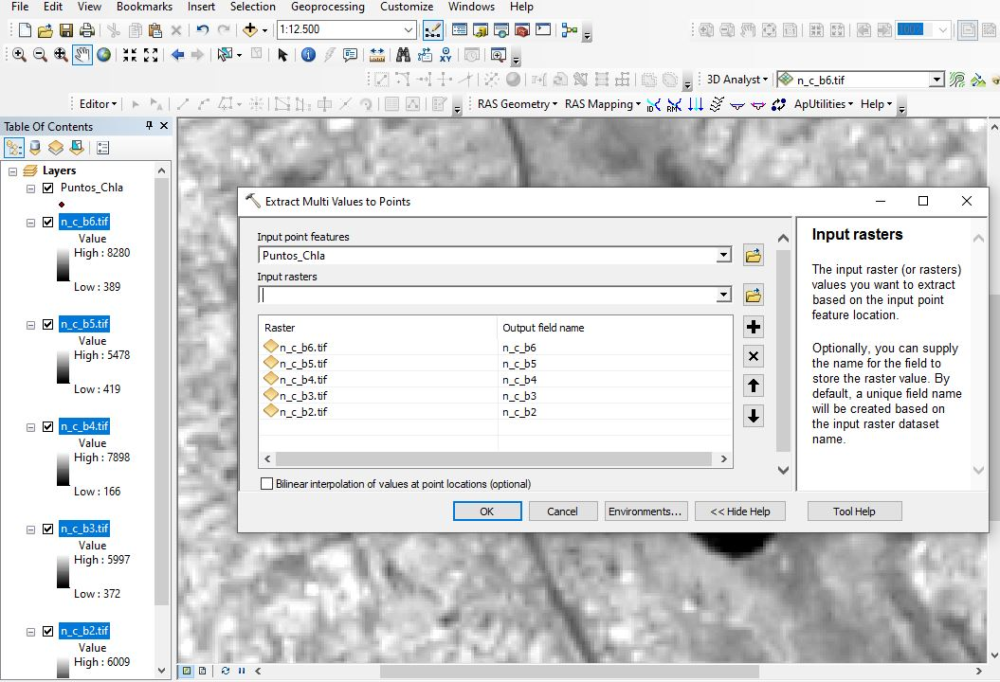 File Edit View Bookmarks Insert Selection Geoprocessing Customize Windows Help
1:12.500
100%
3D Analyst n_c_b6.tif
Editor RAS Geometry RAS Mapping ID RM ApUtilities Help
Table Of Contents
Layers
Puntos_Chla
n_c_b6.tif
Value
High : 8280
Low : 389
n_c_b5.tif
Value
High : 5478
Low : 419
n_c_b4.tif
Value
High : 7898
Low : 166
n_c_b3.tif
Value
High : 5997
Low : 372
n_c_b2.tif
Value
High : 6009
Extract Multi Values to Points
Input point features
Puntos_Chla
Input rasters
Raster Output field name
n_c_b6.tif n_c_b6
n_c_b5.tif n_c_b5
n_c_b4.tif n_c_b4
n_c_b3.tif n_c_b3
n_c_b2.tif n_c_b2
Bilinear interpolation of values at point locations (optional)
OK Cancel Environments... << Hide Help Tool Help
Input rasters
The input raster (or rasters)
values you want to extract
based on the input point
feature location.
Optionally, you can supply
the name for the field to
store the raster value. By
default, a unique field name
will be created based on
the input raster dataset
name.